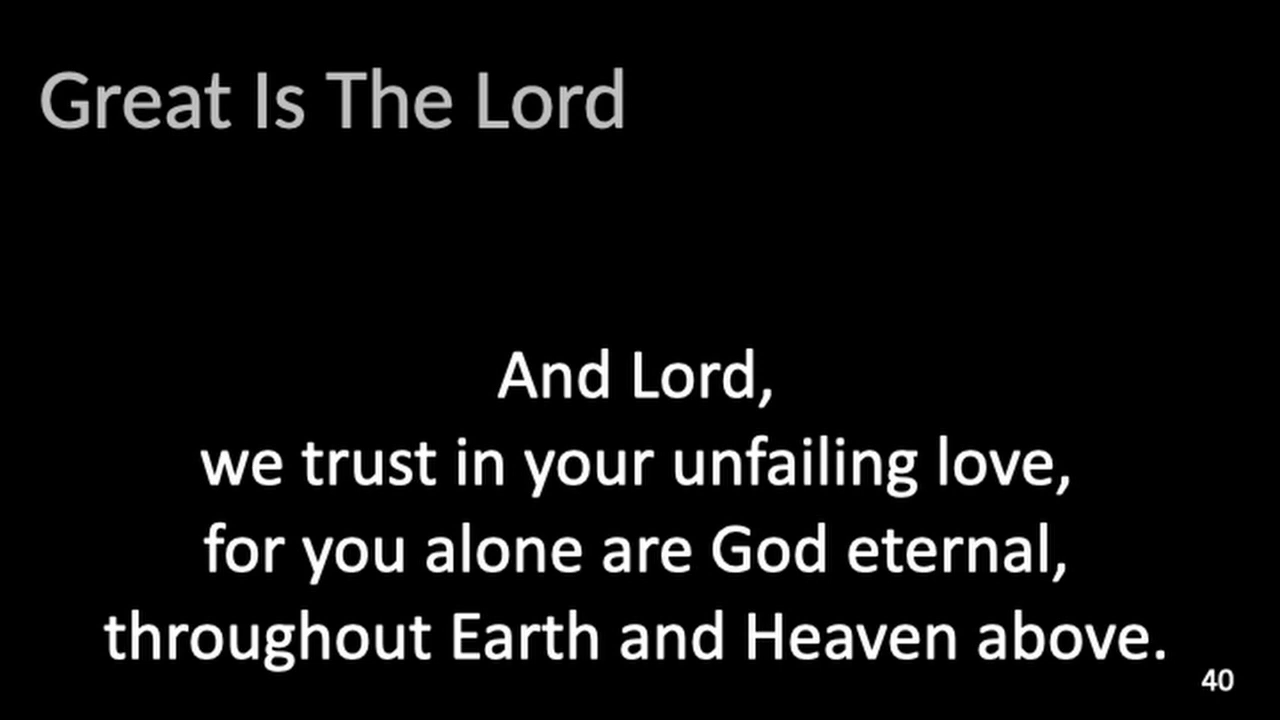 Great Is The Lord
And Lord,
we trust in your unfailing love,
for you alone are God eternal,
throughout Earth and Heaven above.
40